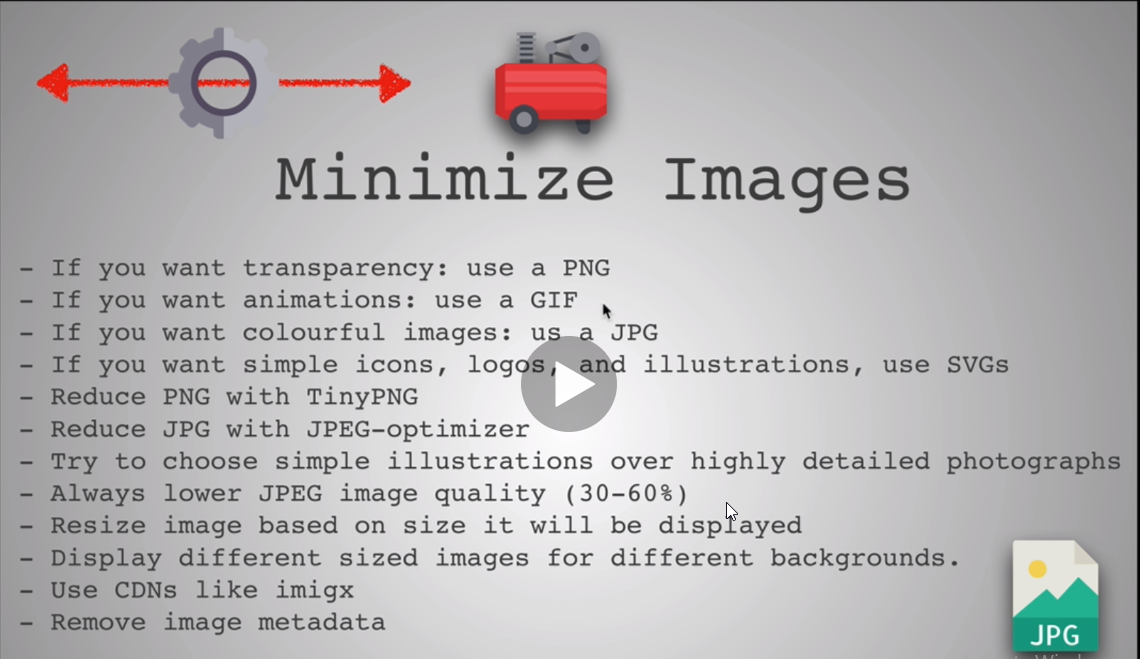 Minimize Images
- If you want transparency: use a PNG
- If you want animations: use a GIF
- If you want colourful images: us a JPG
- If you want simple icons, logos, and illustrations, use SVGs
- Reduce PNG with TinyPNG
- Reduce JPG with JPEG-optimizer
- Try to choose simple illustrations over highly detailed photographs
- Always lower JPEG image quality (30-60%)
- Resize image based on size it will be displayed
- Display different sized images for different backgrounds.
- Use CDNs like imigx
- Remove image metadata
JPG